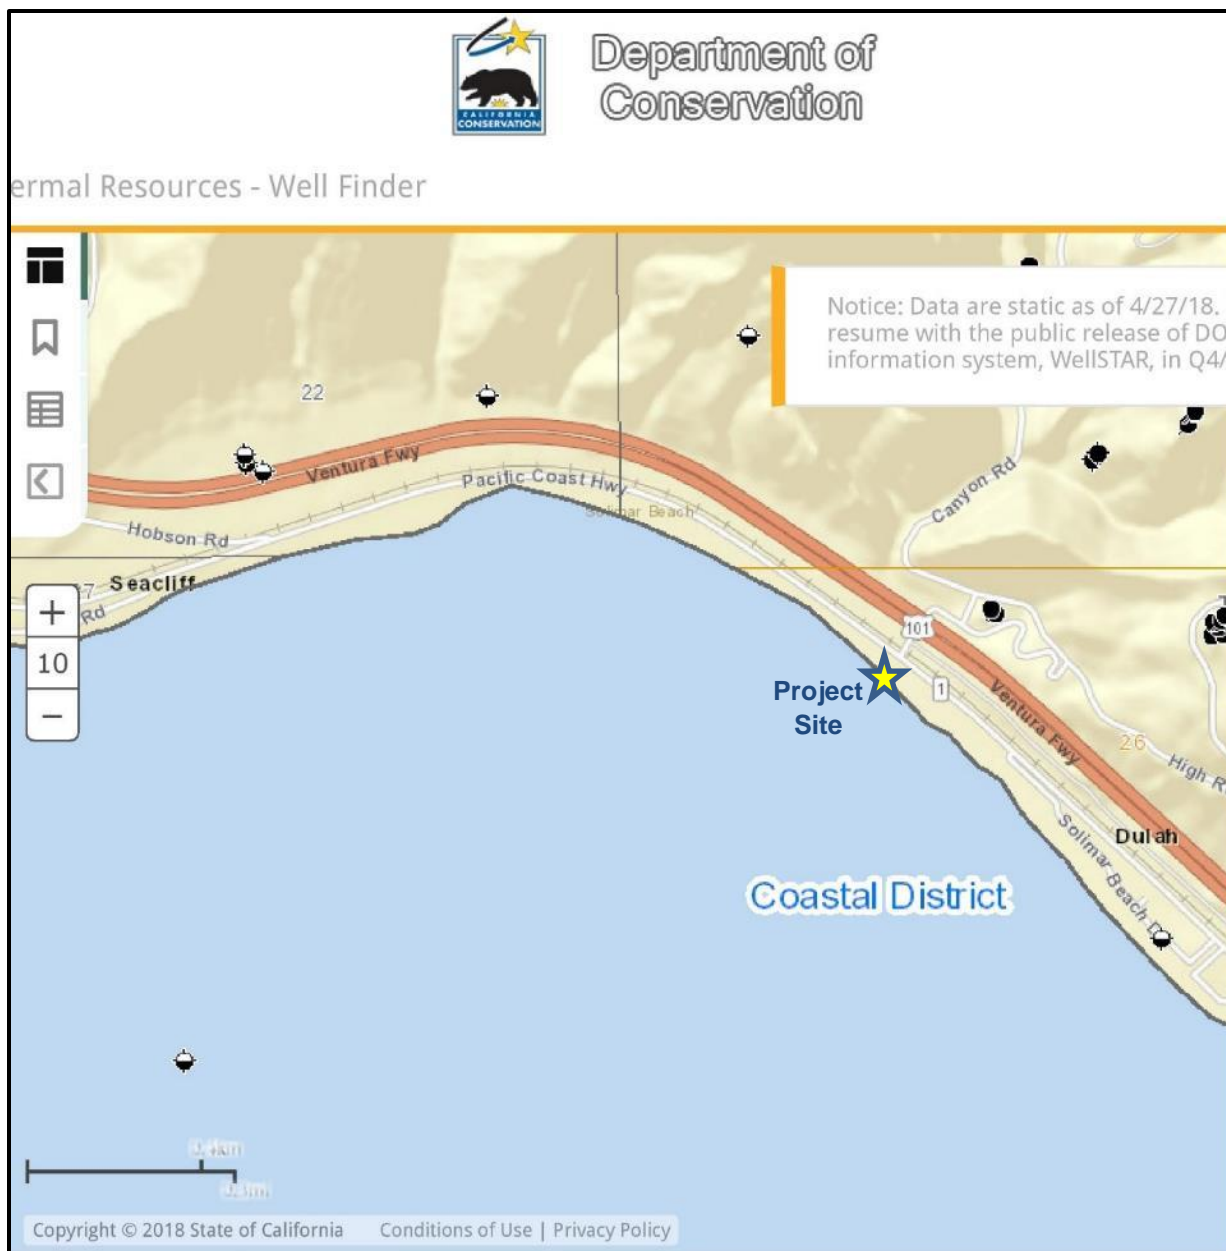 Department of
Conservation
CALIFORNIA
CONSERVATION
ermal Resources - Well Finder
Notice: Data are static as of 4/27/18.
resume with the public release of DO
information system, WellSTAR, in Q4/
22
Ventura Fwy
Pacific Coast Hwy
Solimar Beach
Canyon Rd
Hobson Rd
Seacliff
7
Rd
+
10
−
101
Project
Site
1
Ventura Fwy
26
High R
Dulah
Solimar Beach D
Coastal District
Copyright © 2018 State of California Conditions of Use | Privacy Policy